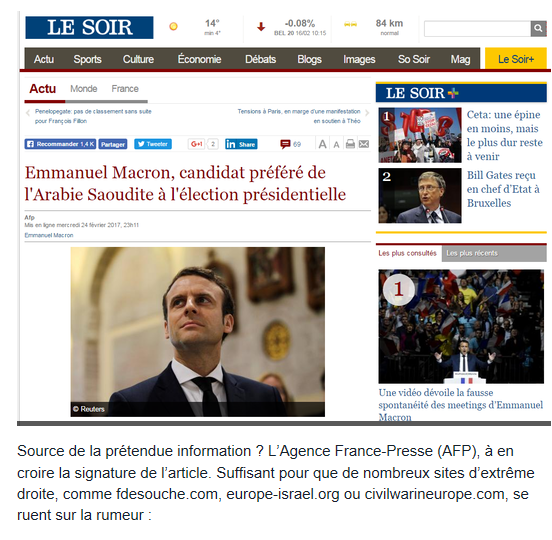 LE SOIR
14°
min 4°
-0.08%
BEL 20 16/02 10:15
84 km
normal
Actu Sports Culture Économie Débats Blogs Images So Soir Mag Le Soir+
Actu Monde France
Penelopegate: pas de classement sans suite
pour François Fillon
Tensions à Paris, en marge d'une manifestation
en soutien à Théo
Recommander 1,4 K Partager Tweeter G+1 2 Share 69 A A
Emmanuel Macron, candidat préféré de
l'Arabie Saoudite à l'élection présidentielle
Afp
Mis en ligne mercredi 24 février 2017, 23h11
Emmanuel Macron
© Reuters
LE SOIR +
1
Ceta: une épine
en moins, mais
le plus dur reste
à venir
2
Bill Gates reçu
en chef d'Etat à
Bruxelles
Les plus consultés Les plus récents
1
Une vidéo dévoile la fausse
spontanéité des meetings d'Emmanuel
Macron
Source de la prétendue information ? L'Agence France-Presse (AFP), à en
croire la signature de l'article. Suffisant pour que de nombreux sites d'extrême
droite, comme fdesouche.com, europe-israel.org ou civilwarineurope.com, se
ruent sur la rumeur :